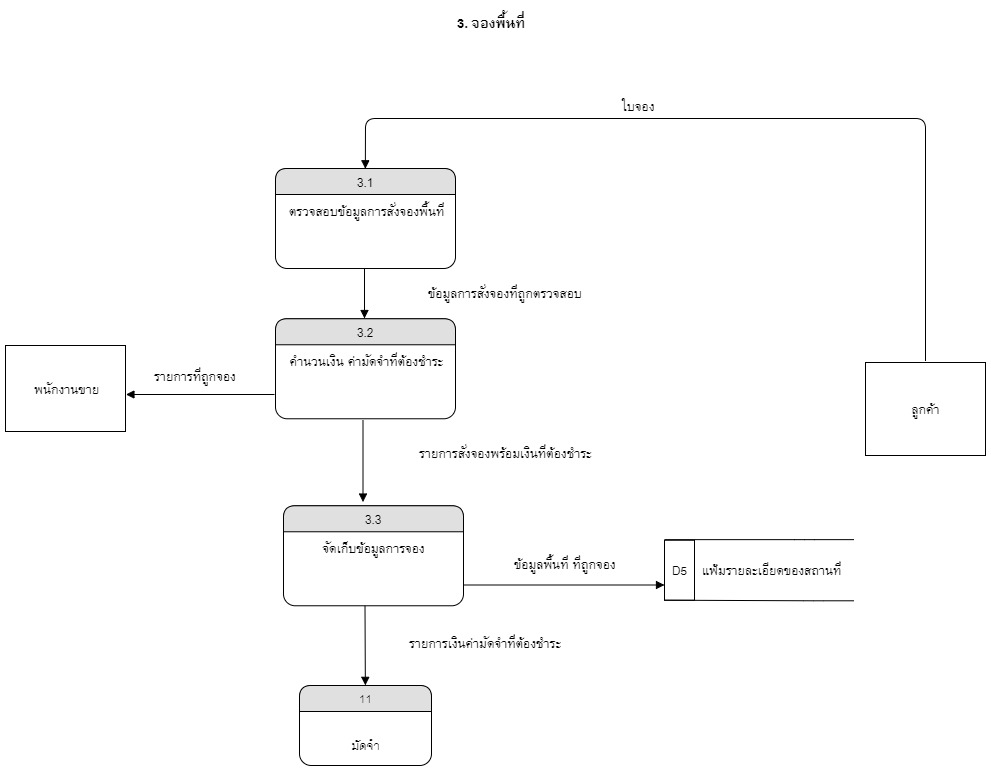 3. จองพื้นที่
ใบจอง
3.1
ตรวจสอบข้อมูลการสั่งจองพื้นที่
ข้อมูลการสั่งจองที่ถูกตรวจสอบ
3.2
คำนวนเงิน ค่ามัดจำที่ต้องชำระ
รายการที่ถูกจอง
พนักงานขาย
ลูกค้า
รายการสั่งจองพร้อมเงินที่ต้องชำระ
3.3
จัดเก็บข้อมูลการจอง
ข้อมูลพื้นที่ ที่ถูกจอง
D5
แฟ้มรายละเอียดของสถานที่
รายการเงินค่ามัดจำที่ต้องชำระ
11
มัดจำ